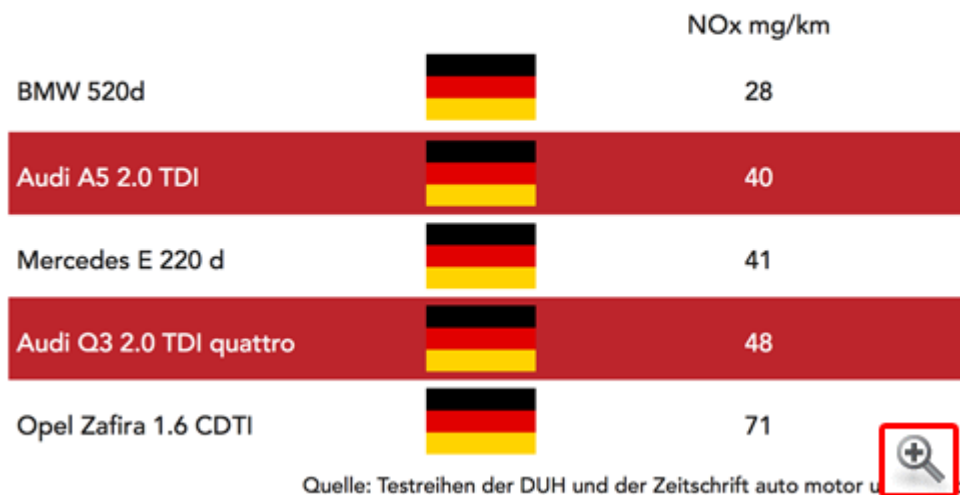 NOx mg/km
BMW 520d 28
Audi A5 2.0 TDI 40
Mercedes E 220 d 41
Audi Q3 2.0 TDI quattro 48
Opel Zafira 1.6 CDTI 71
Quelle: Testreihen der DUH und der Zeitschrift auto motor